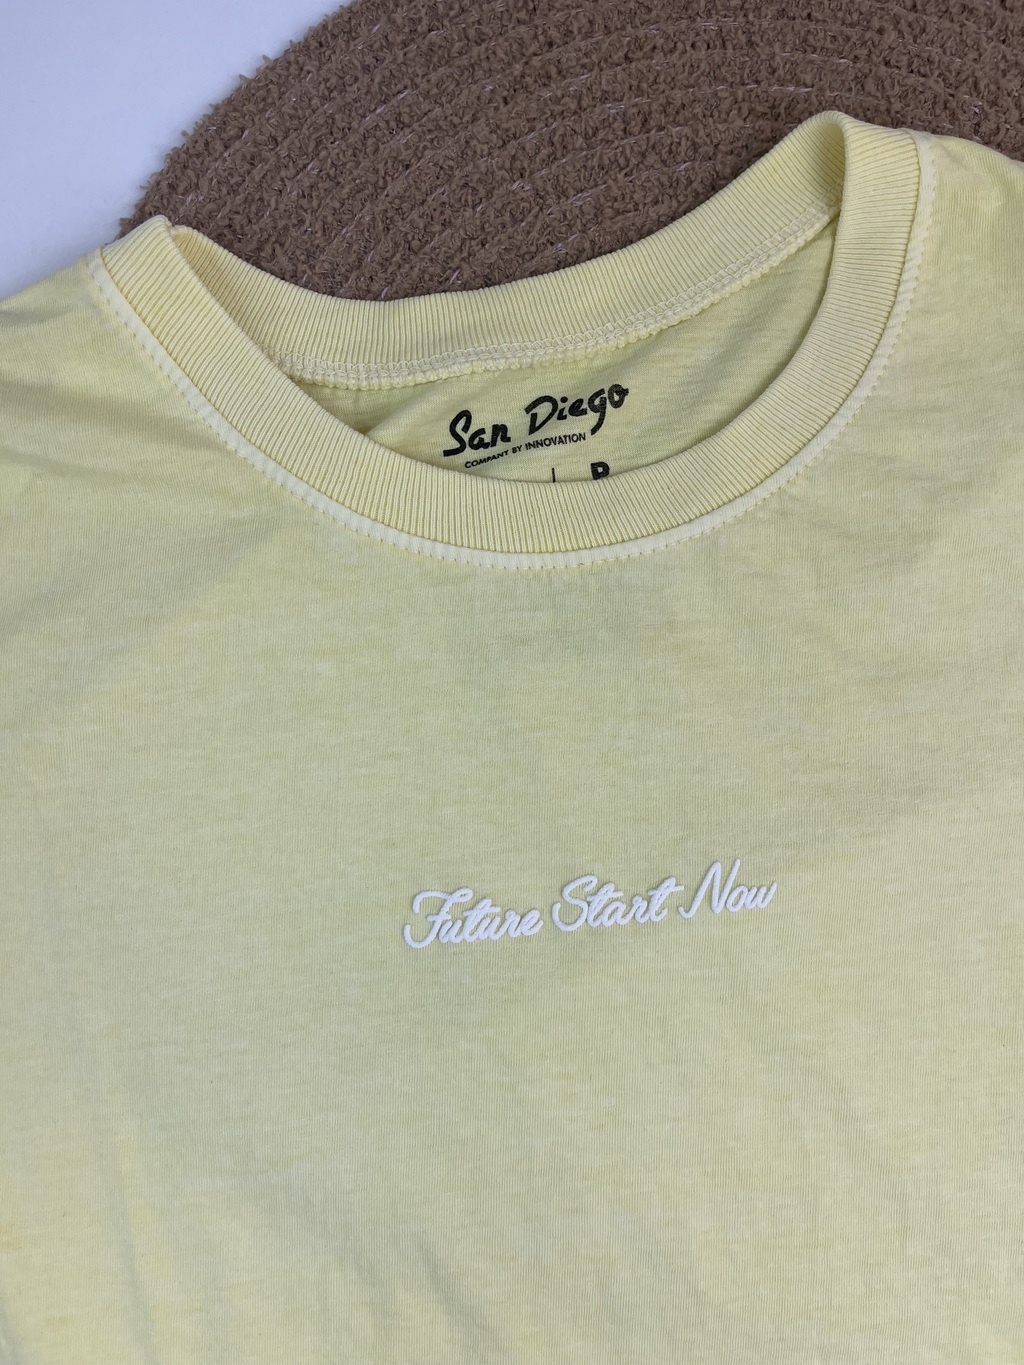 San Diego
COMPANY BY INNOVATION
P
Future Start Now